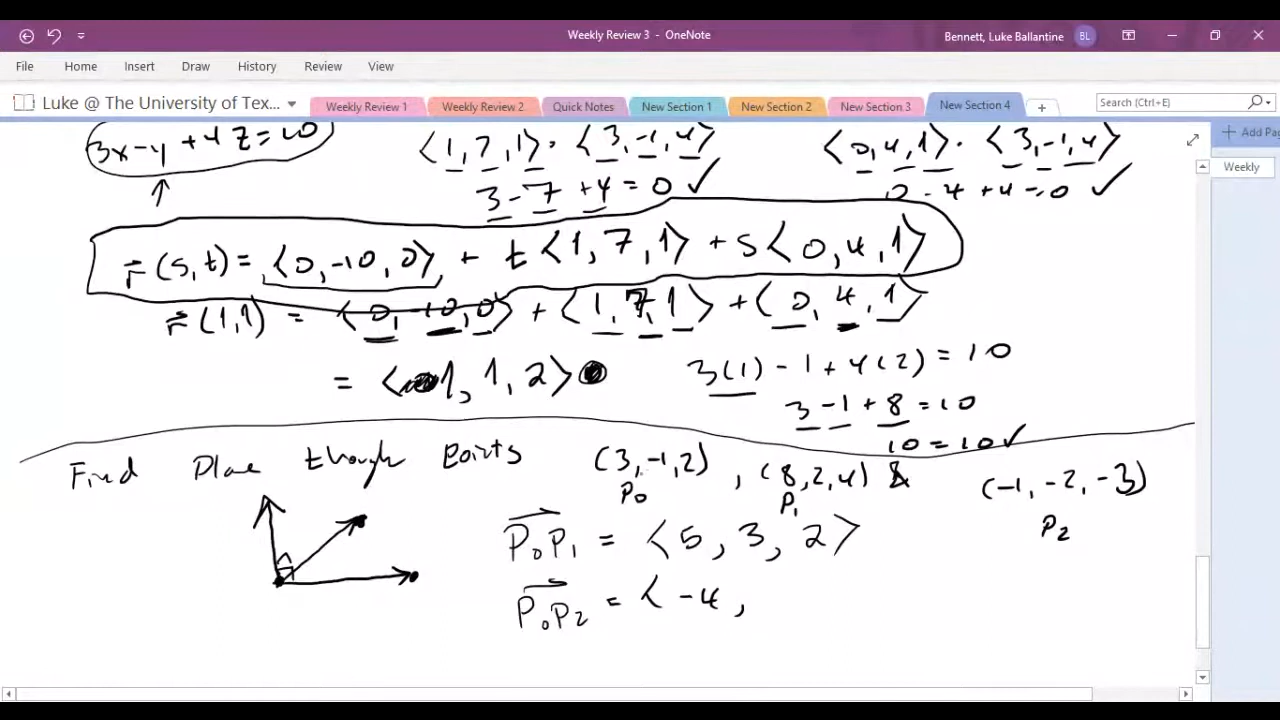 Weekly Review 3 - OneNote
Bennett, Luke Ballantine BL
File Home Insert Draw History Research Review View
Luke @ The University of Tex... Weekly Review 1 Weekly Review 2 Quick Notes New Section 1 New Section 2 New Section 3 New Section 4 + Search (Ctrl+E)
+ Add Pag
Weekly
3x-y+4z=10 <1,7,1>·<3,-1,4> <0,4,1>·<3,-1,4>
3-7+4=0✓ 0-4+4=0✓
r⃗(s,t)=<0,-10,0>+t<1,7,1>+s<0,4,1>
r⃗(1,1) = <0,-10,0>+<1,7,1>+<0,4,1>
= <1,1,2> 3(1)-1+4(2)=10
3-1+8=10
10=10✓
Find Plane though Points (3,-1,2), (8,2,4) & (-1,-2,-3)
P₀ P₁ P₂
P₀P₁ = <5,3,2>
P₀P₂ = <-4,